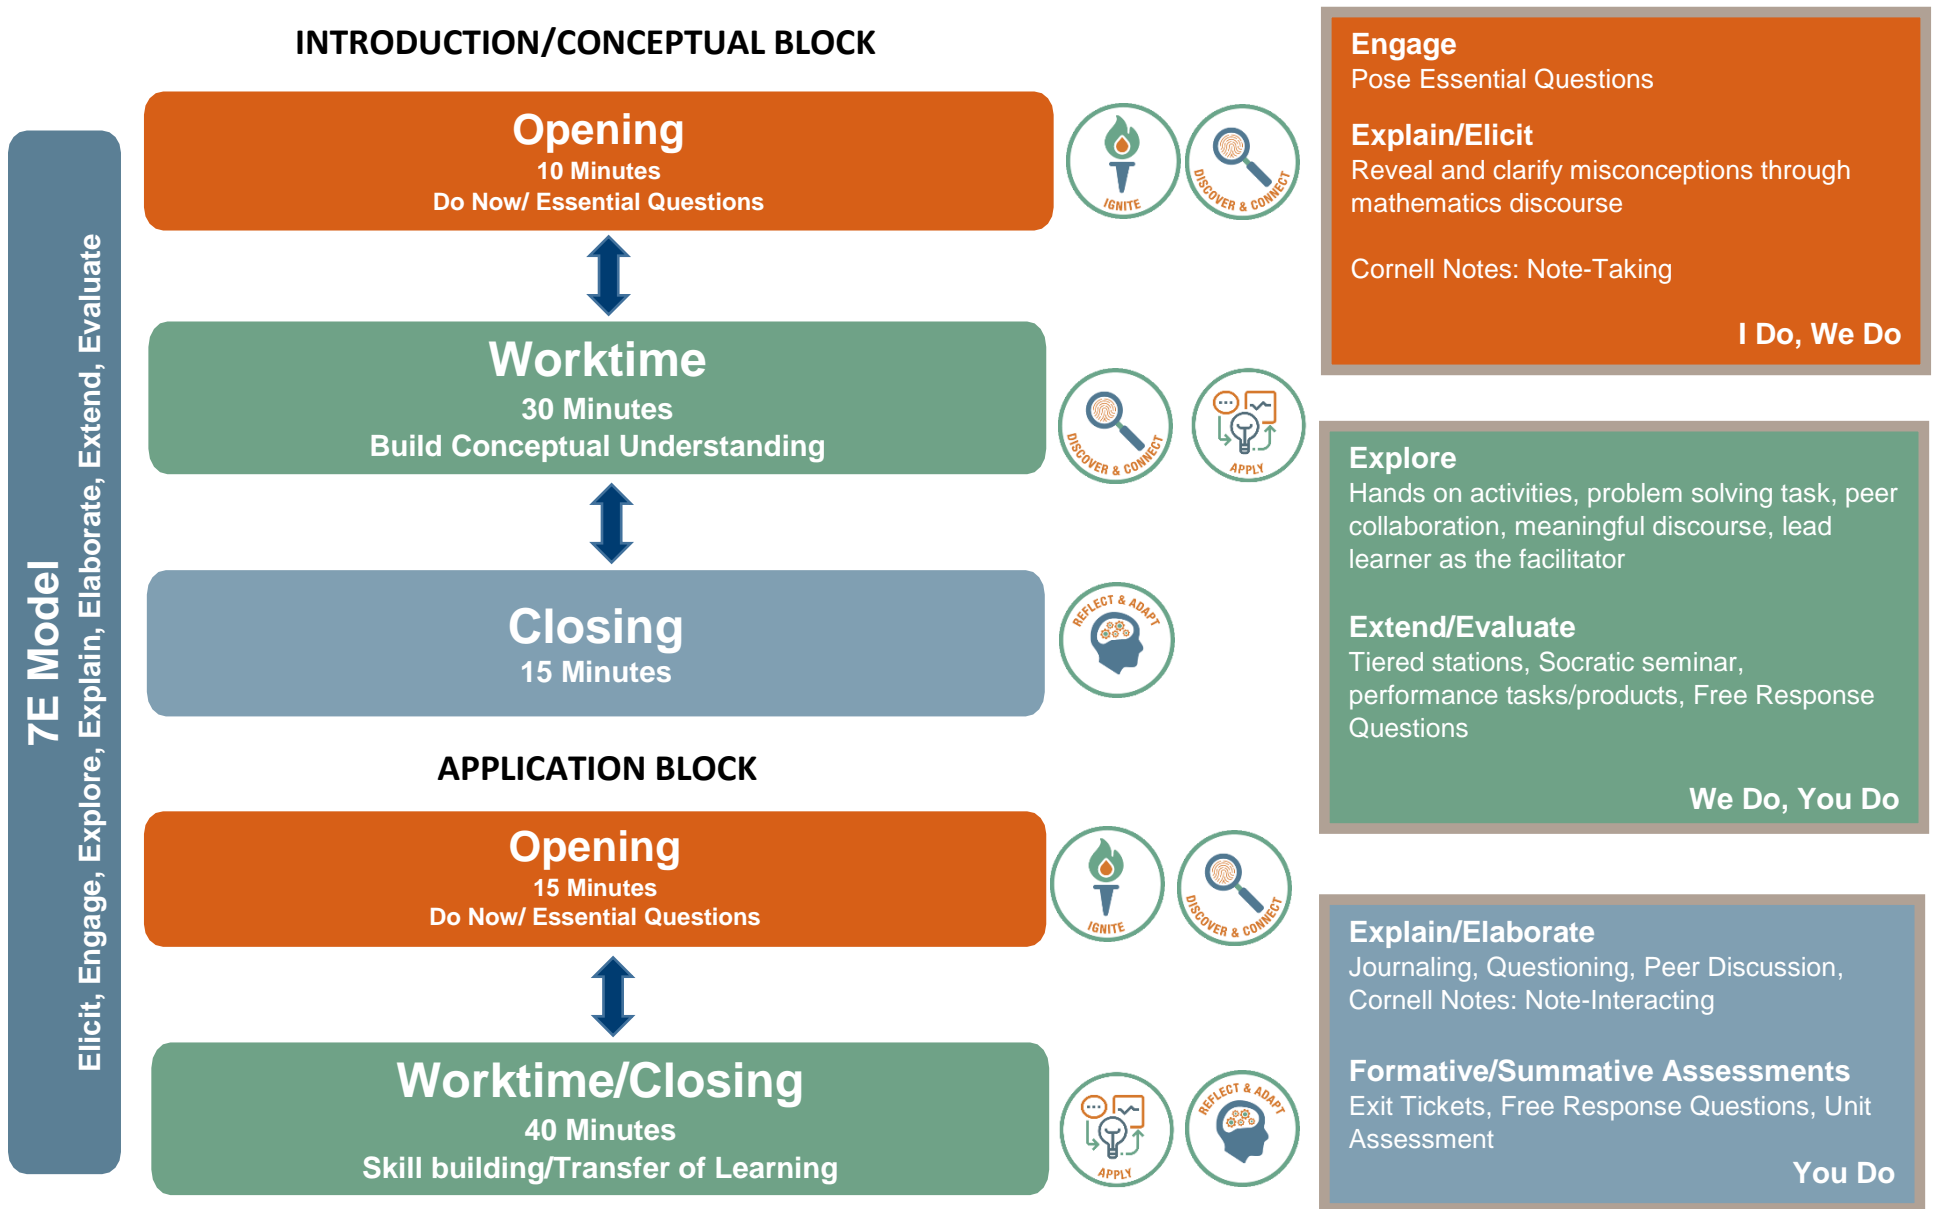 INTRODUCTION/CONCEPTUAL BLOCK
7E Model
Elicit, Engage, Explore, Explain, Elaborate, Extend, Evaluate
Opening
10 Minutes
Do Now/ Essential Questions
IGNITE
DISCOVER & CONNECT
Worktime
30 Minutes
Build Conceptual Understanding
DISCOVER & CONNECT
APPLY
Closing
15 Minutes
REFLECT & ADAPT
APPLICATION BLOCK
Opening
15 Minutes
Do Now/ Essential Questions
IGNITE
DISCOVER & CONNECT
Worktime/Closing
40 Minutes
Skill building/Transfer of Learning
APPLY
REFLECT & ADAPT
Engage
Pose Essential Questions
Explain/Elicit
Reveal and clarify misconceptions through
mathematics discourse
Cornell Notes: Note-Taking
I Do, We Do
Explore
Hands on activities, problem solving task, peer
collaboration, meaningful discourse, lead
learner as the facilitator
Extend/Evaluate
Tiered stations, Socratic seminar,
performance tasks/products, Free Response
Questions
We Do, You Do
Explain/Elaborate
Journaling, Questioning, Peer Discussion,
Cornell Notes: Note-Interacting
Formative/Summative Assessments
Exit Tickets, Free Response Questions, Unit
Assessment
You Do